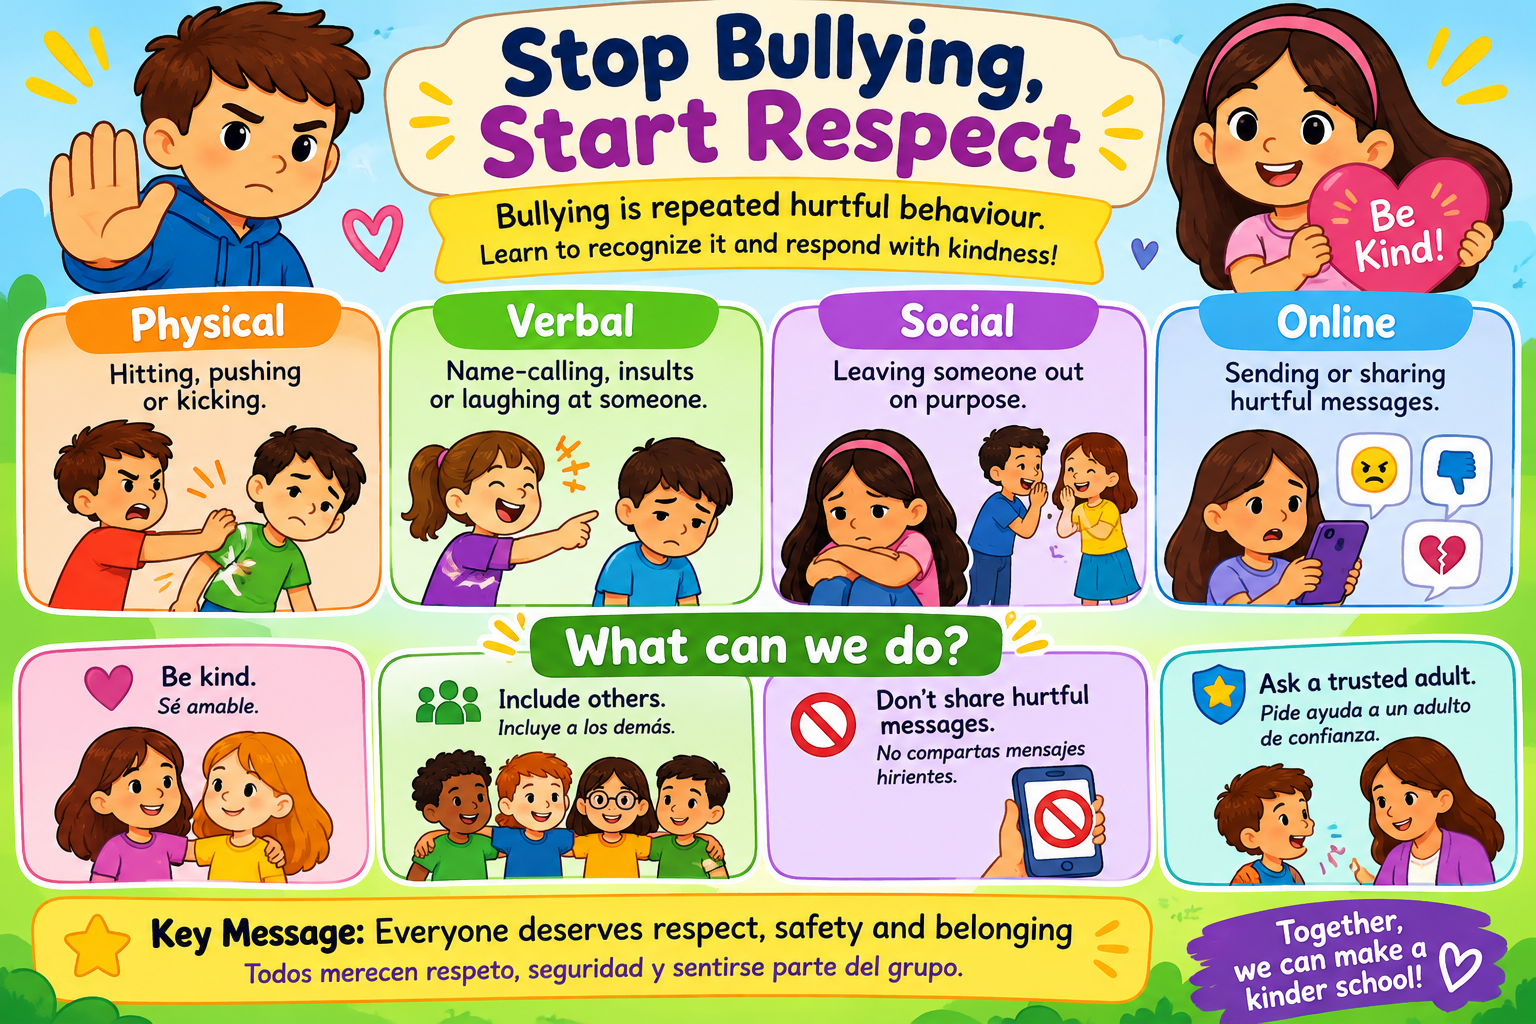 Stop Bullying,
Start Respect
Bullying is repeated hurtful behaviour.
Learn to recognize it and respond with kindness!
Be
Kind!
Physical
Hitting, pushing
or kicking.
Verbal
Name-calling, insults
or laughing at someone.
Social
Leaving someone out
on purpose.
Online
Sending or sharing
hurtful messages.
What can we do?
Be kind.
Sé amable.
Include others.
Incluye a los demás.
Don't share hurtful
messages.
No compartas mensajes
hirientes.
Ask a trusted adult.
Pide ayuda a un adulto
de confianza.
Key Message: Everyone deserves respect, safety and belonging
Todos merecen respeto, seguridad y sentirse parte del grupo.
Together,
we can make a
kinder school!